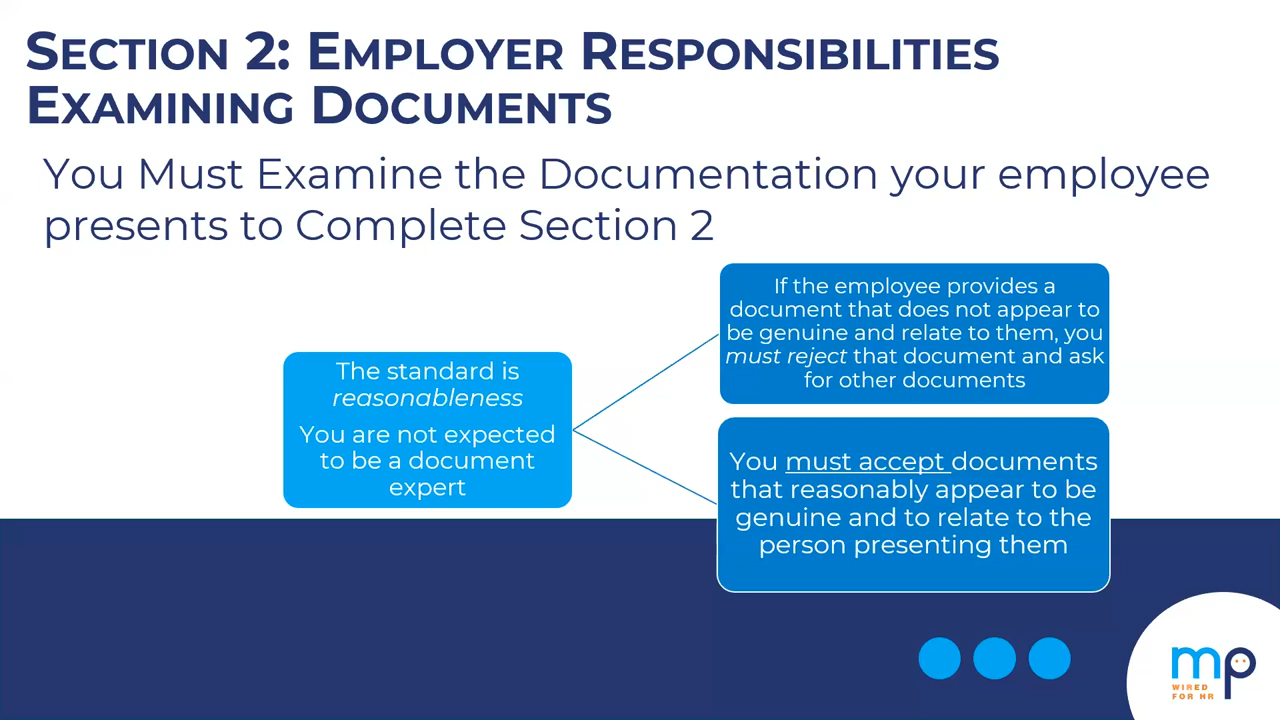 SECTION 2: EMPLOYER RESPONSIBILITIES
EXAMINING DOCUMENTS
You Must Examine the Documentation your employee
presents to Complete Section 2
The standard is
reasonableness
You are not expected
to be a document
expert
If the employee provides a
document that does not appear to
be genuine and relate to them, you
must reject that document and ask
for other documents
You must accept documents
that reasonably appear to be
genuine and to relate to the
person presenting them
mp
WIRED
FOR HR